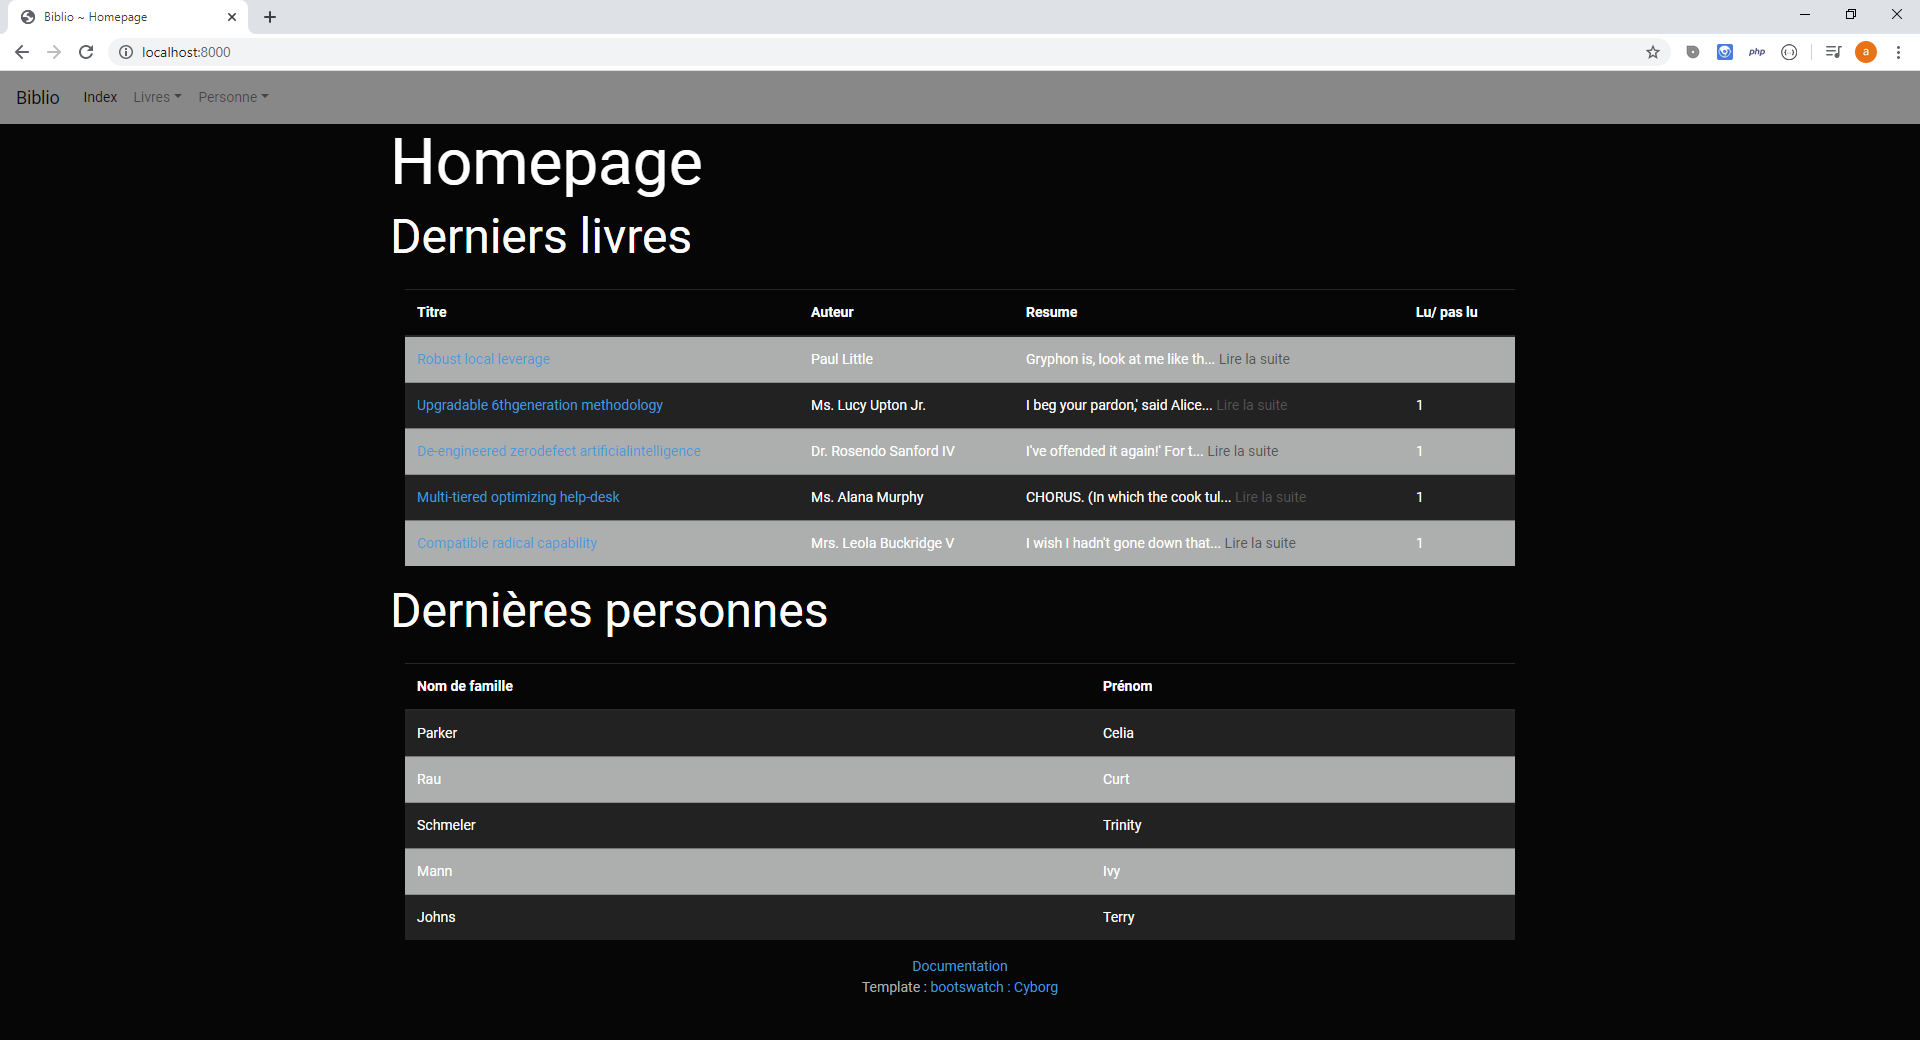 Biblio ~ Homepage
localhost:8000
php
a
Biblio Index Livres Personne
Homepage
Derniers livres
Titre Auteur Resume Lu/ pas lu
Robust local leverage Paul Little Gryphon is, look at me like th... Lire la suite
Upgradable 6thgeneration methodology Ms. Lucy Upton Jr. I beg your pardon,' said Alice... Lire la suite 1
De-engineered zerodefect artificialintelligence Dr. Rosendo Sanford IV I've offended it again!' For t... Lire la suite 1
Multi-tiered optimizing help-desk Ms. Alana Murphy CHORUS. (In which the cook tul... Lire la suite 1
Compatible radical capability Mrs. Leola Buckridge V I wish I hadn't gone down that... Lire la suite 1
Dernières personnes
Nom de famille Prénom
Parker Celia
Rau Curt
Schmeler Trinity
Mann Ivy
Johns Terry
Documentation
Template : bootswatch : Cyborg